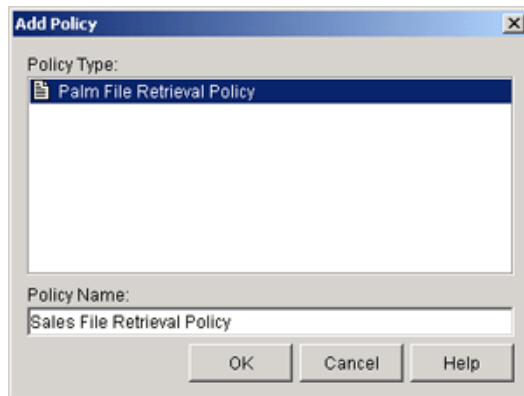 Add Policy
Policy Type:
Palm File Retrieval Policy
Policy Name:
Sales File Retrieval Policy
OK Cancel Help